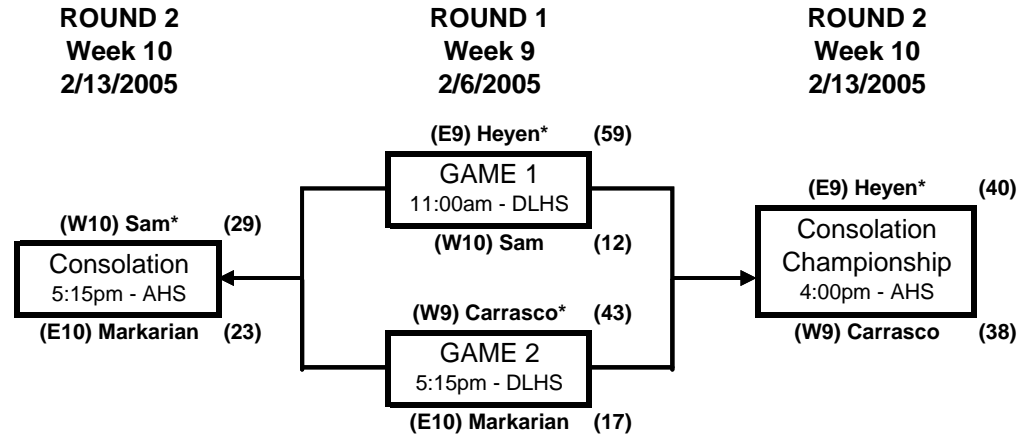 ROUND 2
Week 10
2/13/2005
ROUND 1
Week 9
2/6/2005
ROUND 2
Week 10
2/13/2005
(E9) Heyen* (59)
GAME 1
11:00am - DLHS
(W10) Sam (12)
(W10) Sam* (29)
Consolation
5:15pm - AHS
(E10) Markarian (23)
(W9) Carrasco* (43)
GAME 2
5:15pm - DLHS
(E10) Markarian (17)
(E9) Heyen* (40)
Consolation
Championship
4:00pm - AHS
(W9) Carrasco (38)